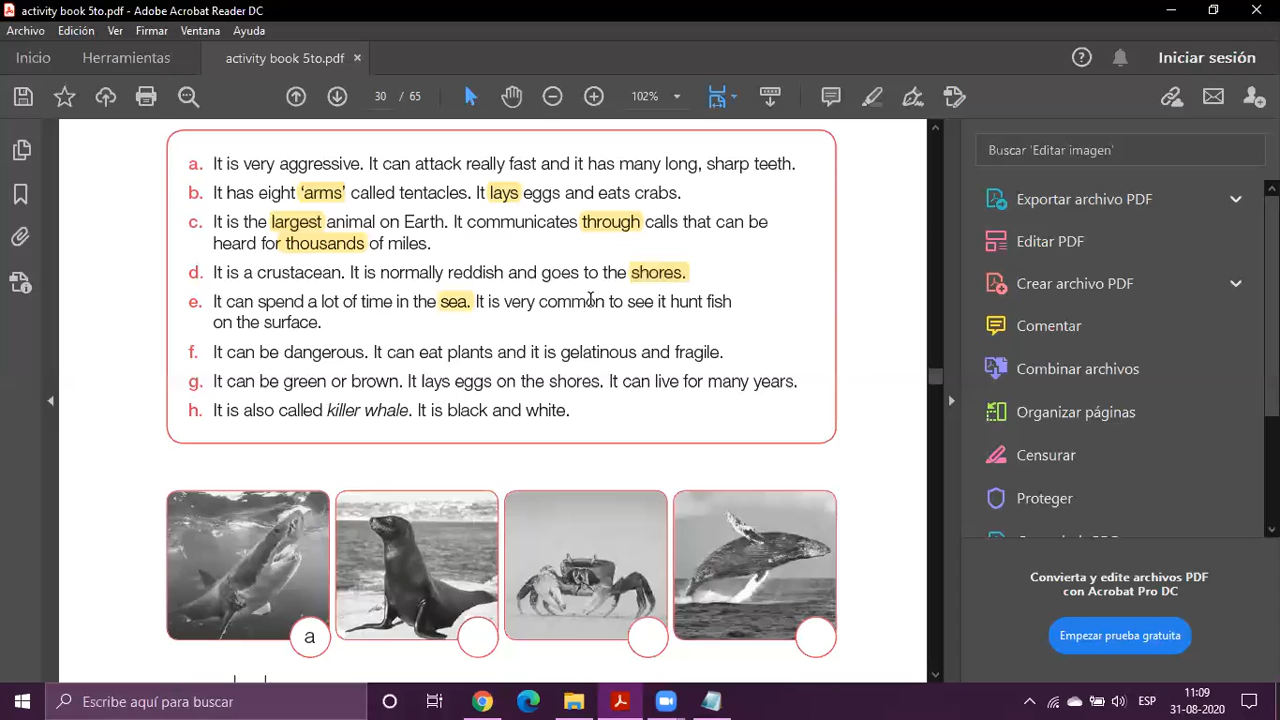 activity book 5to.pdf - Adobe Acrobat Reader DC
Archivo Edición Ver Firmar Ventana Ayuda
Inicio Herramientas activity book 5to.pdf × Iniciar sesión
30 / 65 102%
a. It is very aggressive. It can attack really fast and it has many long, sharp teeth.
b. It has eight ‘arms’ called tentacles. It lays eggs and eats crabs.
c. It is the largest animal on Earth. It communicates through calls that can be
heard for thousands of miles.
d. It is a crustacean. It is normally reddish and goes to the shores.
e. It can spend a lot of time in the sea. It is very common to see it hunt fish
on the surface.
f. It can be dangerous. It can eat plants and it is gelatinous and fragile.
g. It can be green or brown. It lays eggs on the shores. It can live for many years.
h. It is also called killer whale. It is black and white.
a
Buscar 'Editar imagen'
Exportar archivo PDF
Editar PDF
Crear archivo PDF
Comentar
Combinar archivos
Organizar páginas
Censurar
Proteger
Convierta y edite archivos PDF
con Acrobat Pro DC
Empezar prueba gratuita
Escribe aquí para buscar
ESP
11:09
31-08-2020